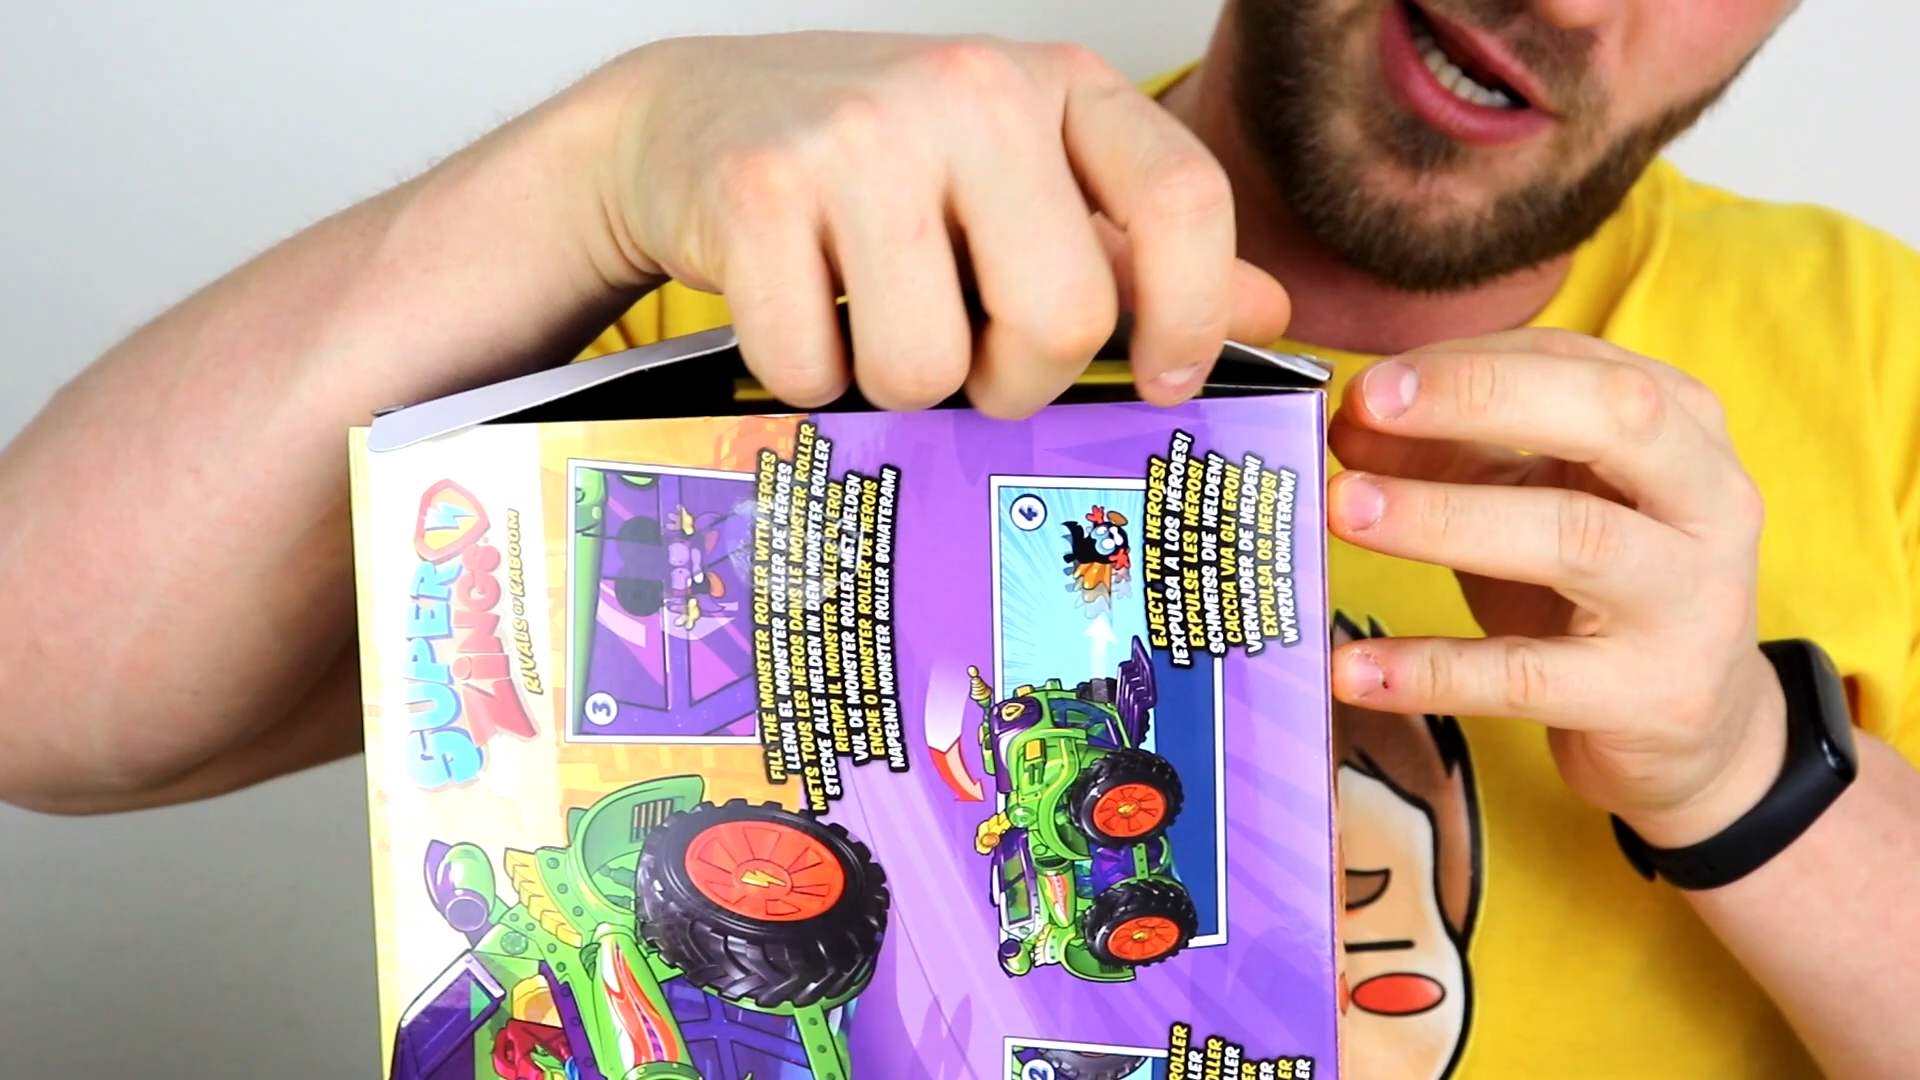 SUPER
ZINGS
RIVALS OF KABOOM
3
FILL THE MONSTER ROLLER WITH HEROES
LLENA EL MONSTER ROLLER DE HÉROES
METS TOUS LES HÉROS DANS LE MONSTER ROLLER
STECKE ALLE HELDEN IN DEN MONSTER ROLLER
RIEMPI IL MONSTER ROLLER DI EROI
VUL DE MONSTER ROLLER MET HELDEN
ENCHE O MONSTER ROLLER DE HERÓIS
NAPEŁNIJ MONSTER ROLLER BOHATERAMI
4
EJECT THE HEROES!
¡EXPULSA A LOS HÉROES!
EXPULSE LES HÉROS!
SCHMEISS DIE HELDEN!
CACCIA VIA GLI EROI!
VERWIJDER DE HELDEN!
EXPULSA OS HERÓIS!
WYRZUĆ BOHATERÓW!
2